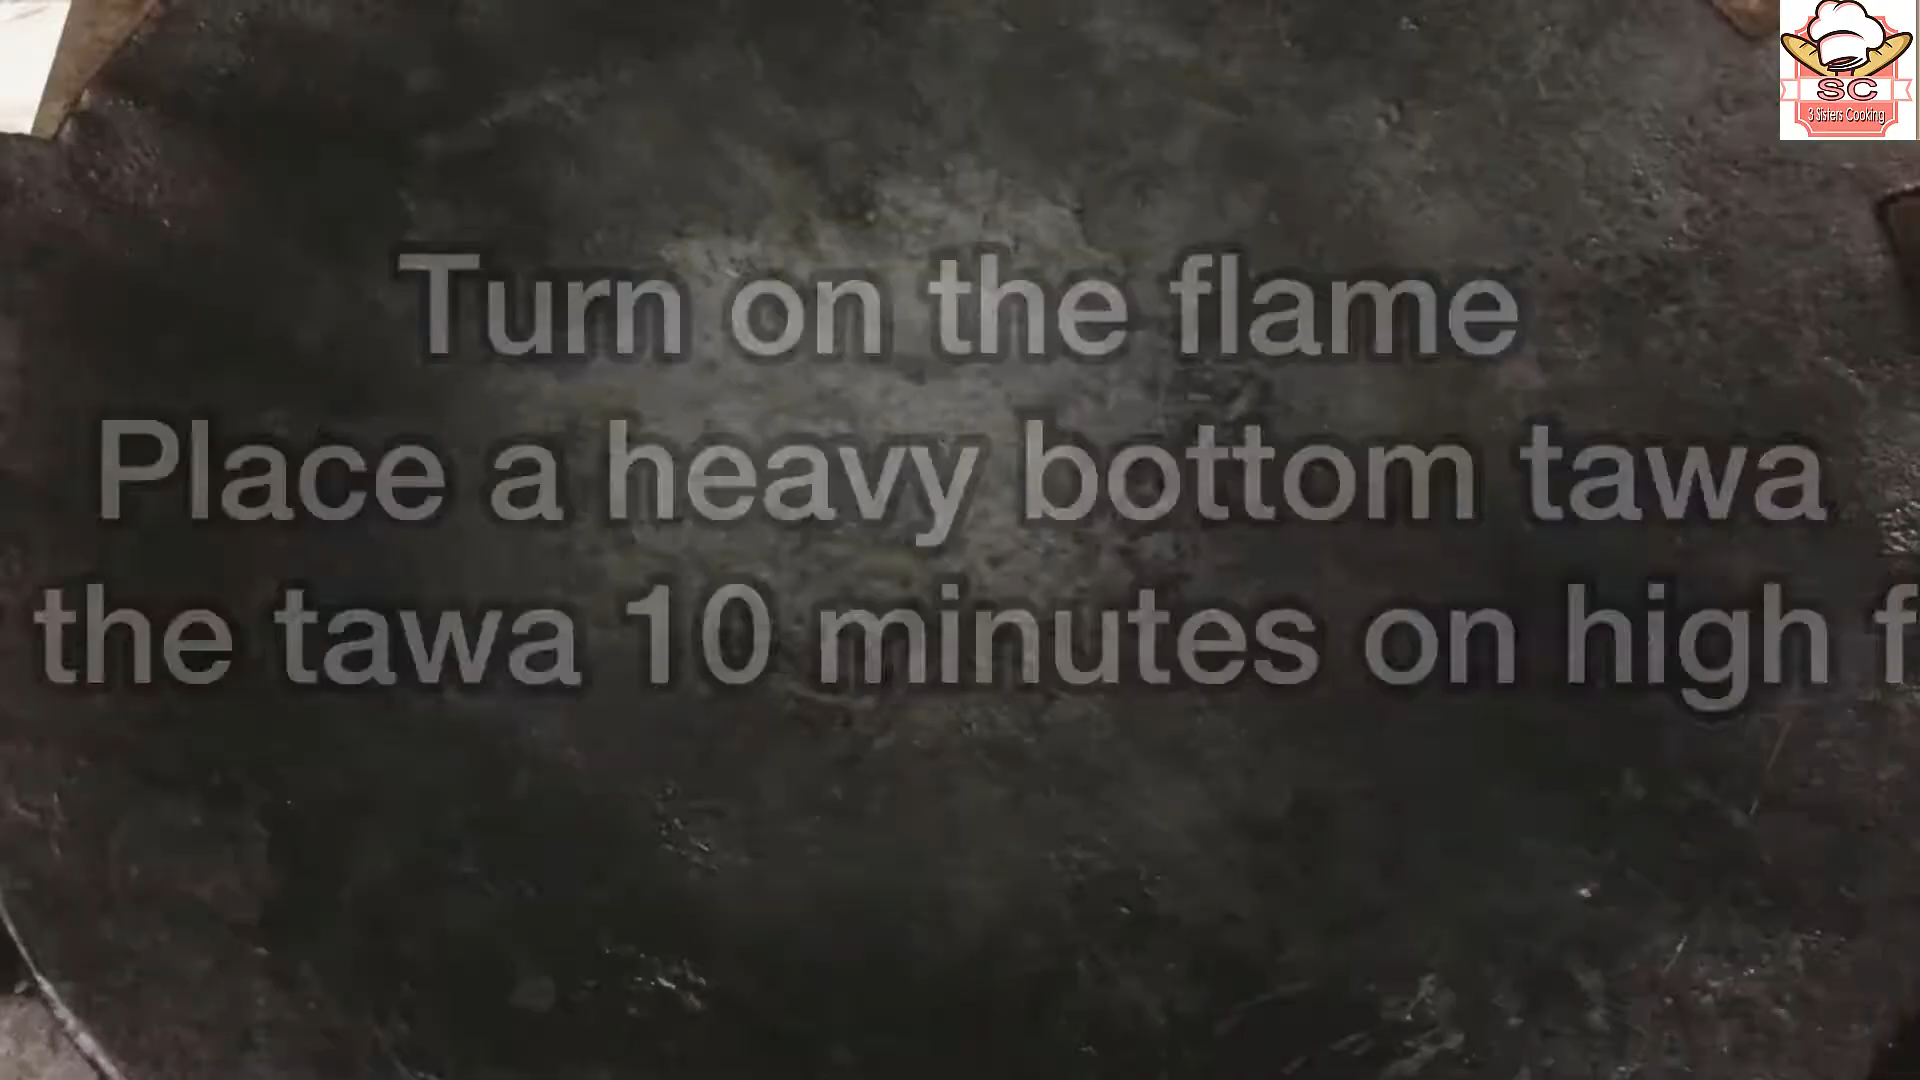 SC
3 Sisters Cooking
Turn on the flame
Place a heavy bottom tawa
the tawa 10 minutes on high f